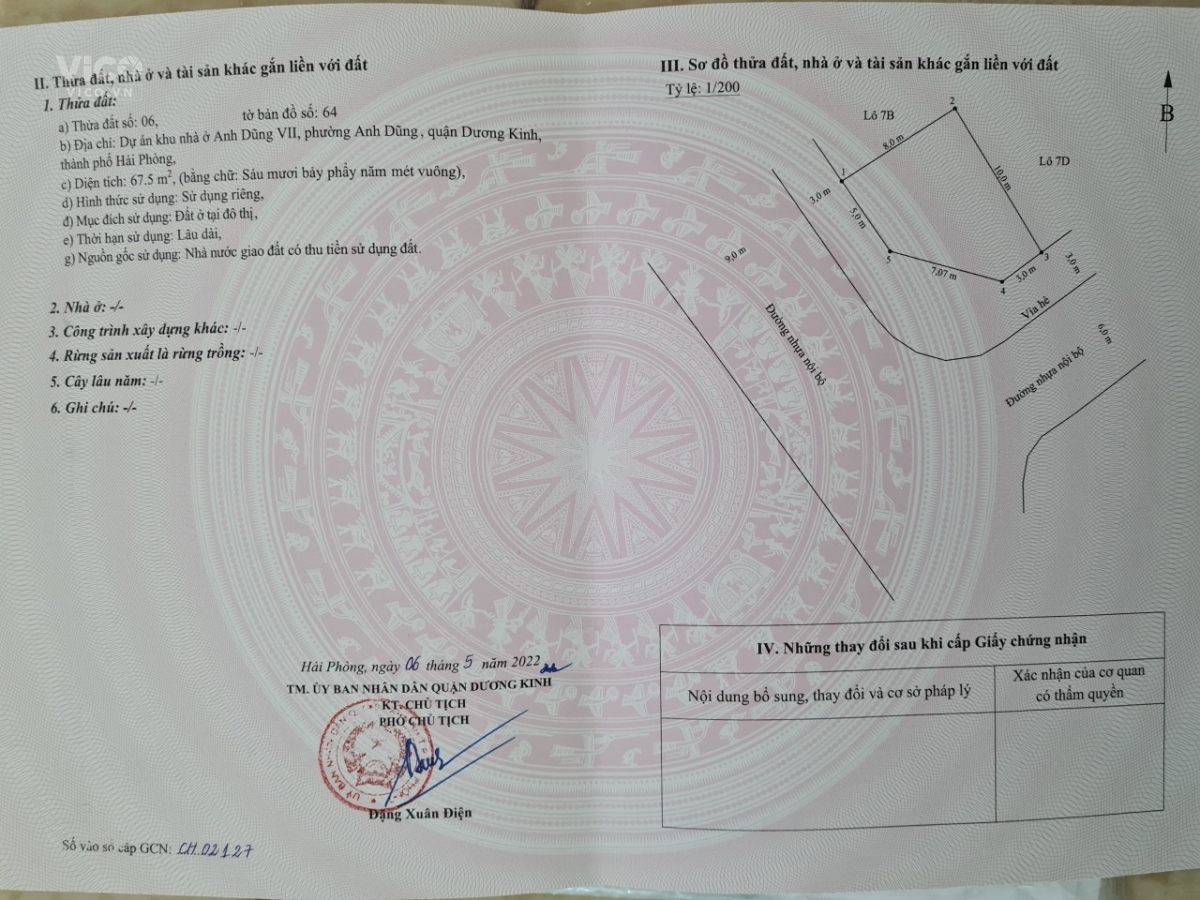 ViCO
VICO.VN
II. Thửa đất, nhà ở và tài sản khác gắn liền với đất
1. Thửa đất:
a) Thửa đất số: 06, tờ bản đồ số: 64
b) Địa chỉ: Dự án khu nhà ở Anh Dũng VII, phường Anh Dũng, quận Dương Kinh,
thành phố Hải Phòng,
c) Diện tích: 67.5 m², (bằng chữ: Sáu mươi bảy phẩy năm mét vuông),
d) Hình thức sử dụng: Sử dụng riêng,
đ) Mục đích sử dụng: Đất ở tại đô thị,
e) Thời hạn sử dụng: Lâu dài,
g) Nguồn gốc sử dụng: Nhà nước giao đất có thu tiền sử dụng đất.
2. Nhà ở: -/-
3. Công trình xây dựng khác: -/-
4. Rừng sản xuất là rừng trồng: -/-
5. Cây lâu năm: -/-
6. Ghi chú: -/-
Hải Phòng, ngày 06 tháng 5 năm 2022
TM. ỦY BAN NHÂN DÂN QUẬN DƯƠNG KINH
KT. CHỦ TỊCH
PHÓ CHỦ TỊCH
Đặng Xuân Điện
Số vào sổ cấp GCN: CH.02127
III. Sơ đồ thửa đất, nhà ở và tài sản khác gắn liền với đất
Tỷ lệ: 1/200
B
Lô 7B
2
8,0 m
Lô 7D
10,0 m
1
3,0 m
5,0 m
5
7,07 m
4
3,0 m
3
3,0 m
9,0 m
Vỉa hè
6,0 m
Đường nhựa nội bộ
Đường nhựa nội bộ
IV. Những thay đổi sau khi cấp Giấy chứng nhận
Nội dung bổ sung, thay đổi và cơ sở pháp lý
Xác nhận của cơ quan
có thẩm quyền